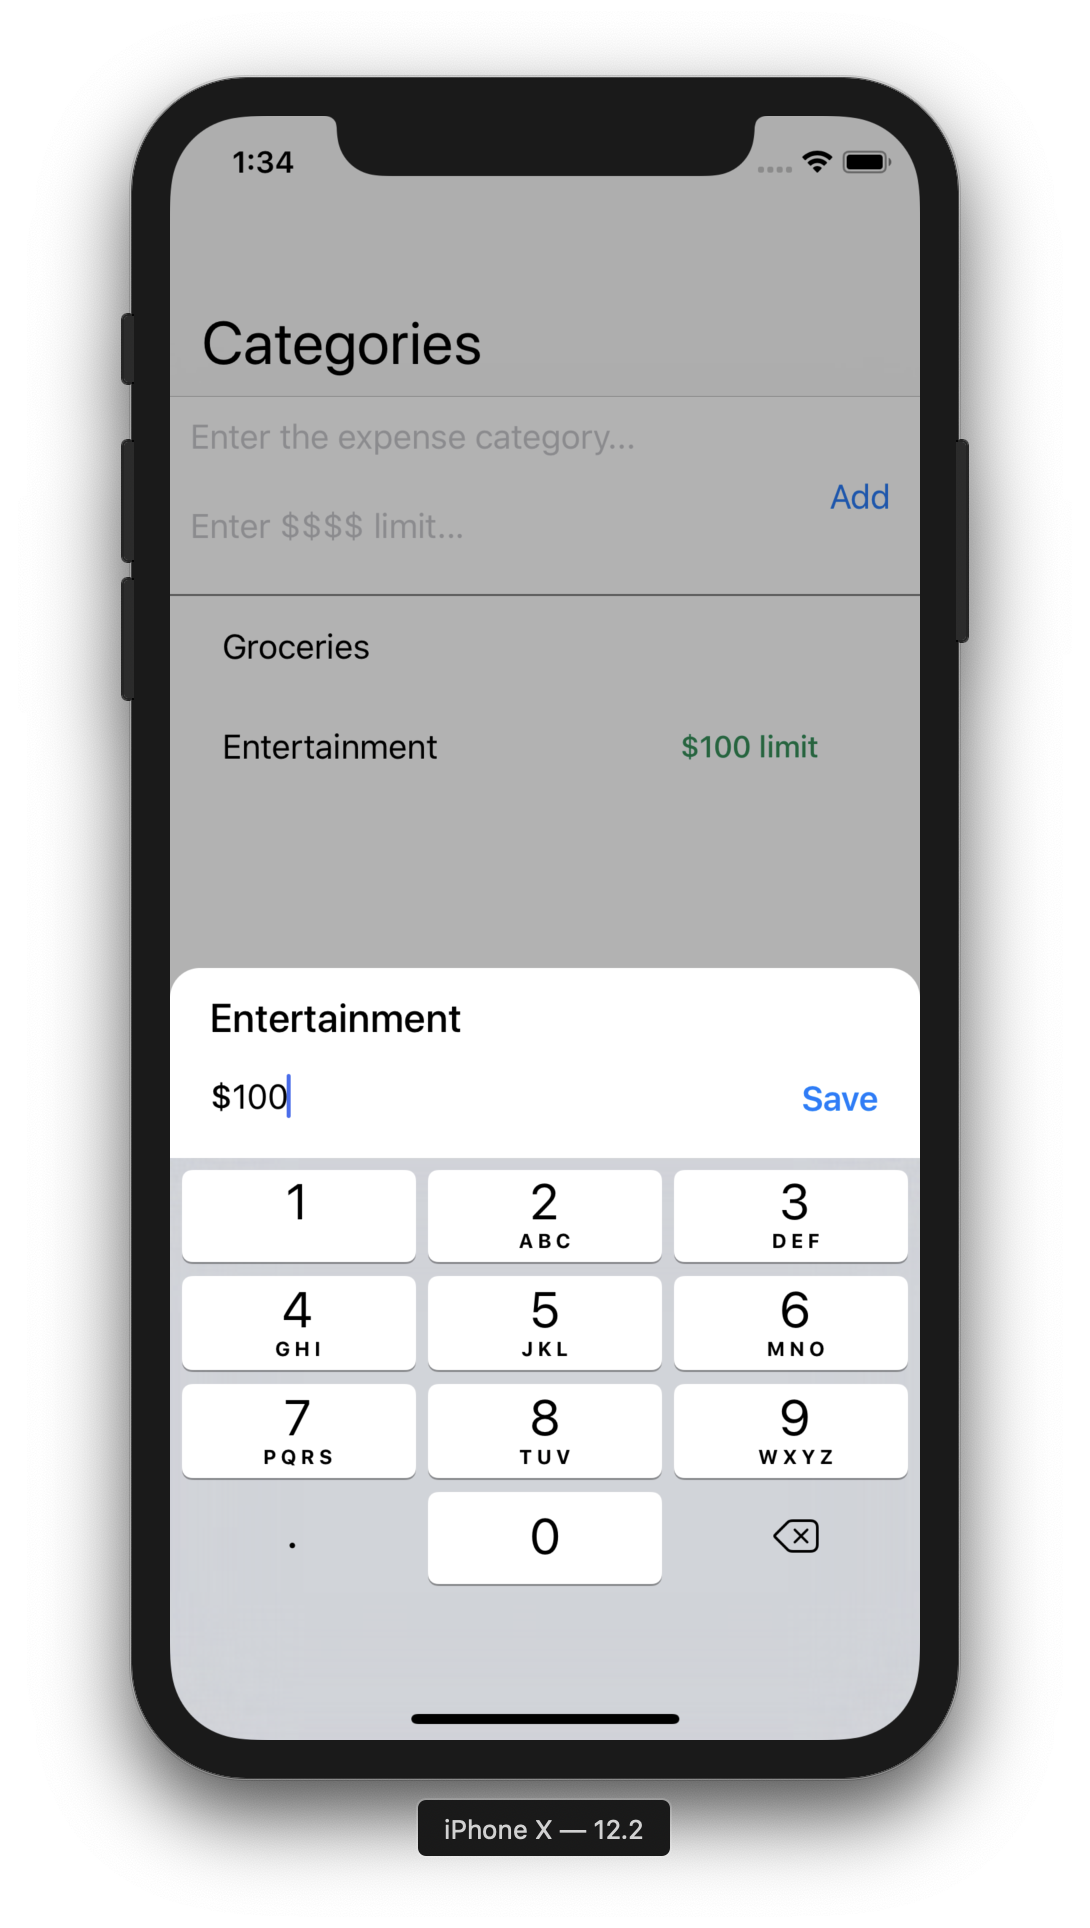 1:34
Categories
Enter the expense category...
Add
Enter $$$$ limit...
Groceries
Entertainment $100 limit
Entertainment
$100 Save
1 2 3
ABC DEF
4 5 6
GHI JKL MNO
7 8 9
PQRS TUV WXYZ
. 0
iPhone X — 12.2